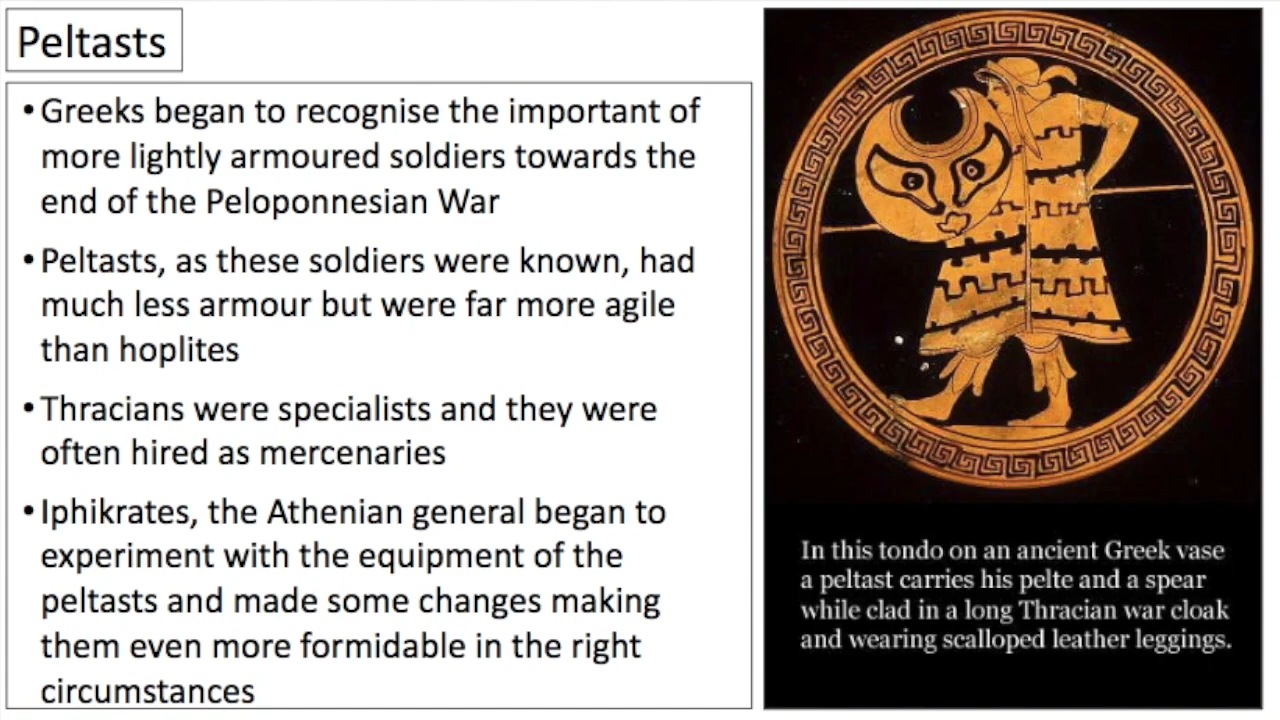 Peltasts
•Greeks began to recognise the important of
more lightly armoured soldiers towards the
end of the Peloponnesian War
•Peltasts, as these soldiers were known, had
much less armour but were far more agile
than hoplites
•Thracians were specialists and they were
often hired as mercenaries
•Iphikrates, the Athenian general began to
experiment with the equipment of the
peltasts and made some changes making
them even more formidable in the right
circumstances
In this tondo on an ancient Greek vase
a peltast carries his pelte and a spear
while clad in a long Thracian war cloak
and wearing scalloped leather leggings.